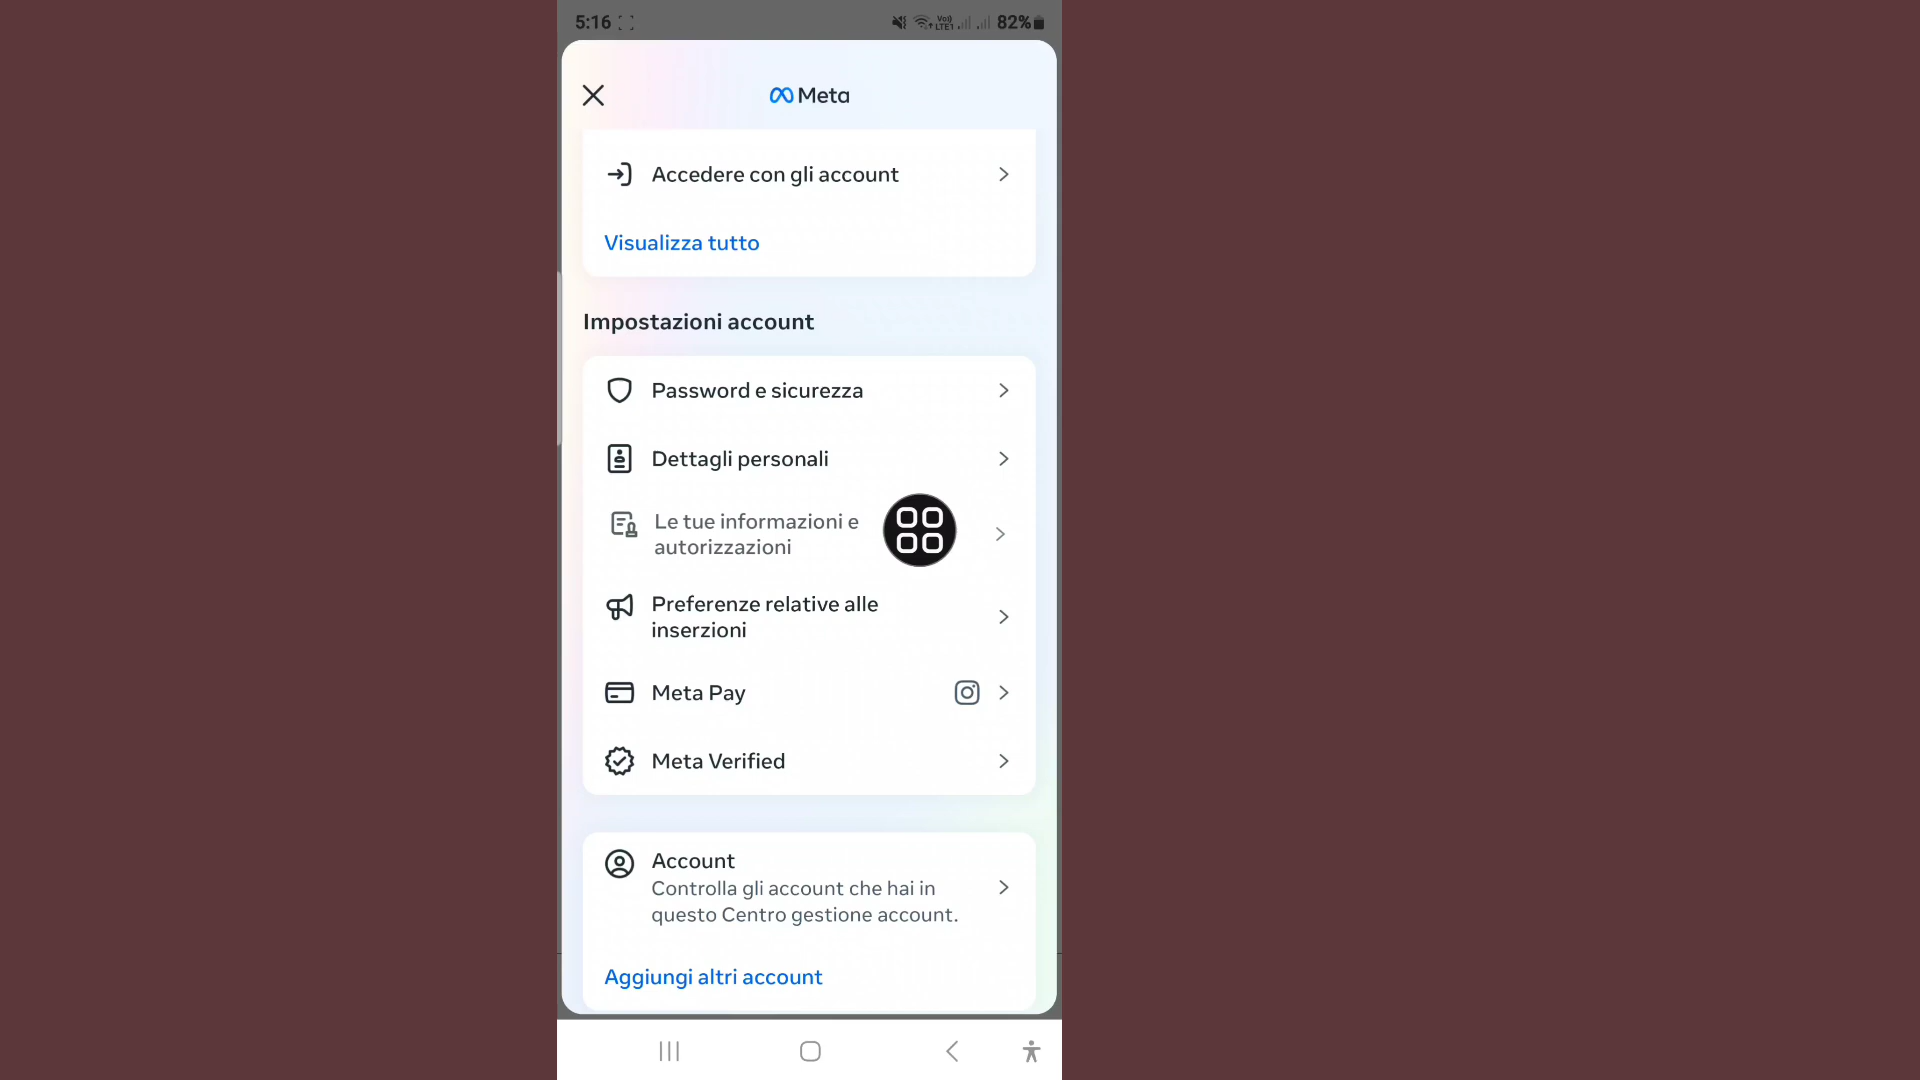 5:16
Vo) LTE1
82%
Meta
Accedere con gli account
Visualizza tutto
Impostazioni account
Password e sicurezza
Dettagli personali
Le tue informazioni e
autorizzazioni
Preferenze relative alle
inserzioni
Meta Pay
Meta Verified
Account
Controlla gli account che hai in
questo Centro gestione account.
Aggiungi altri account